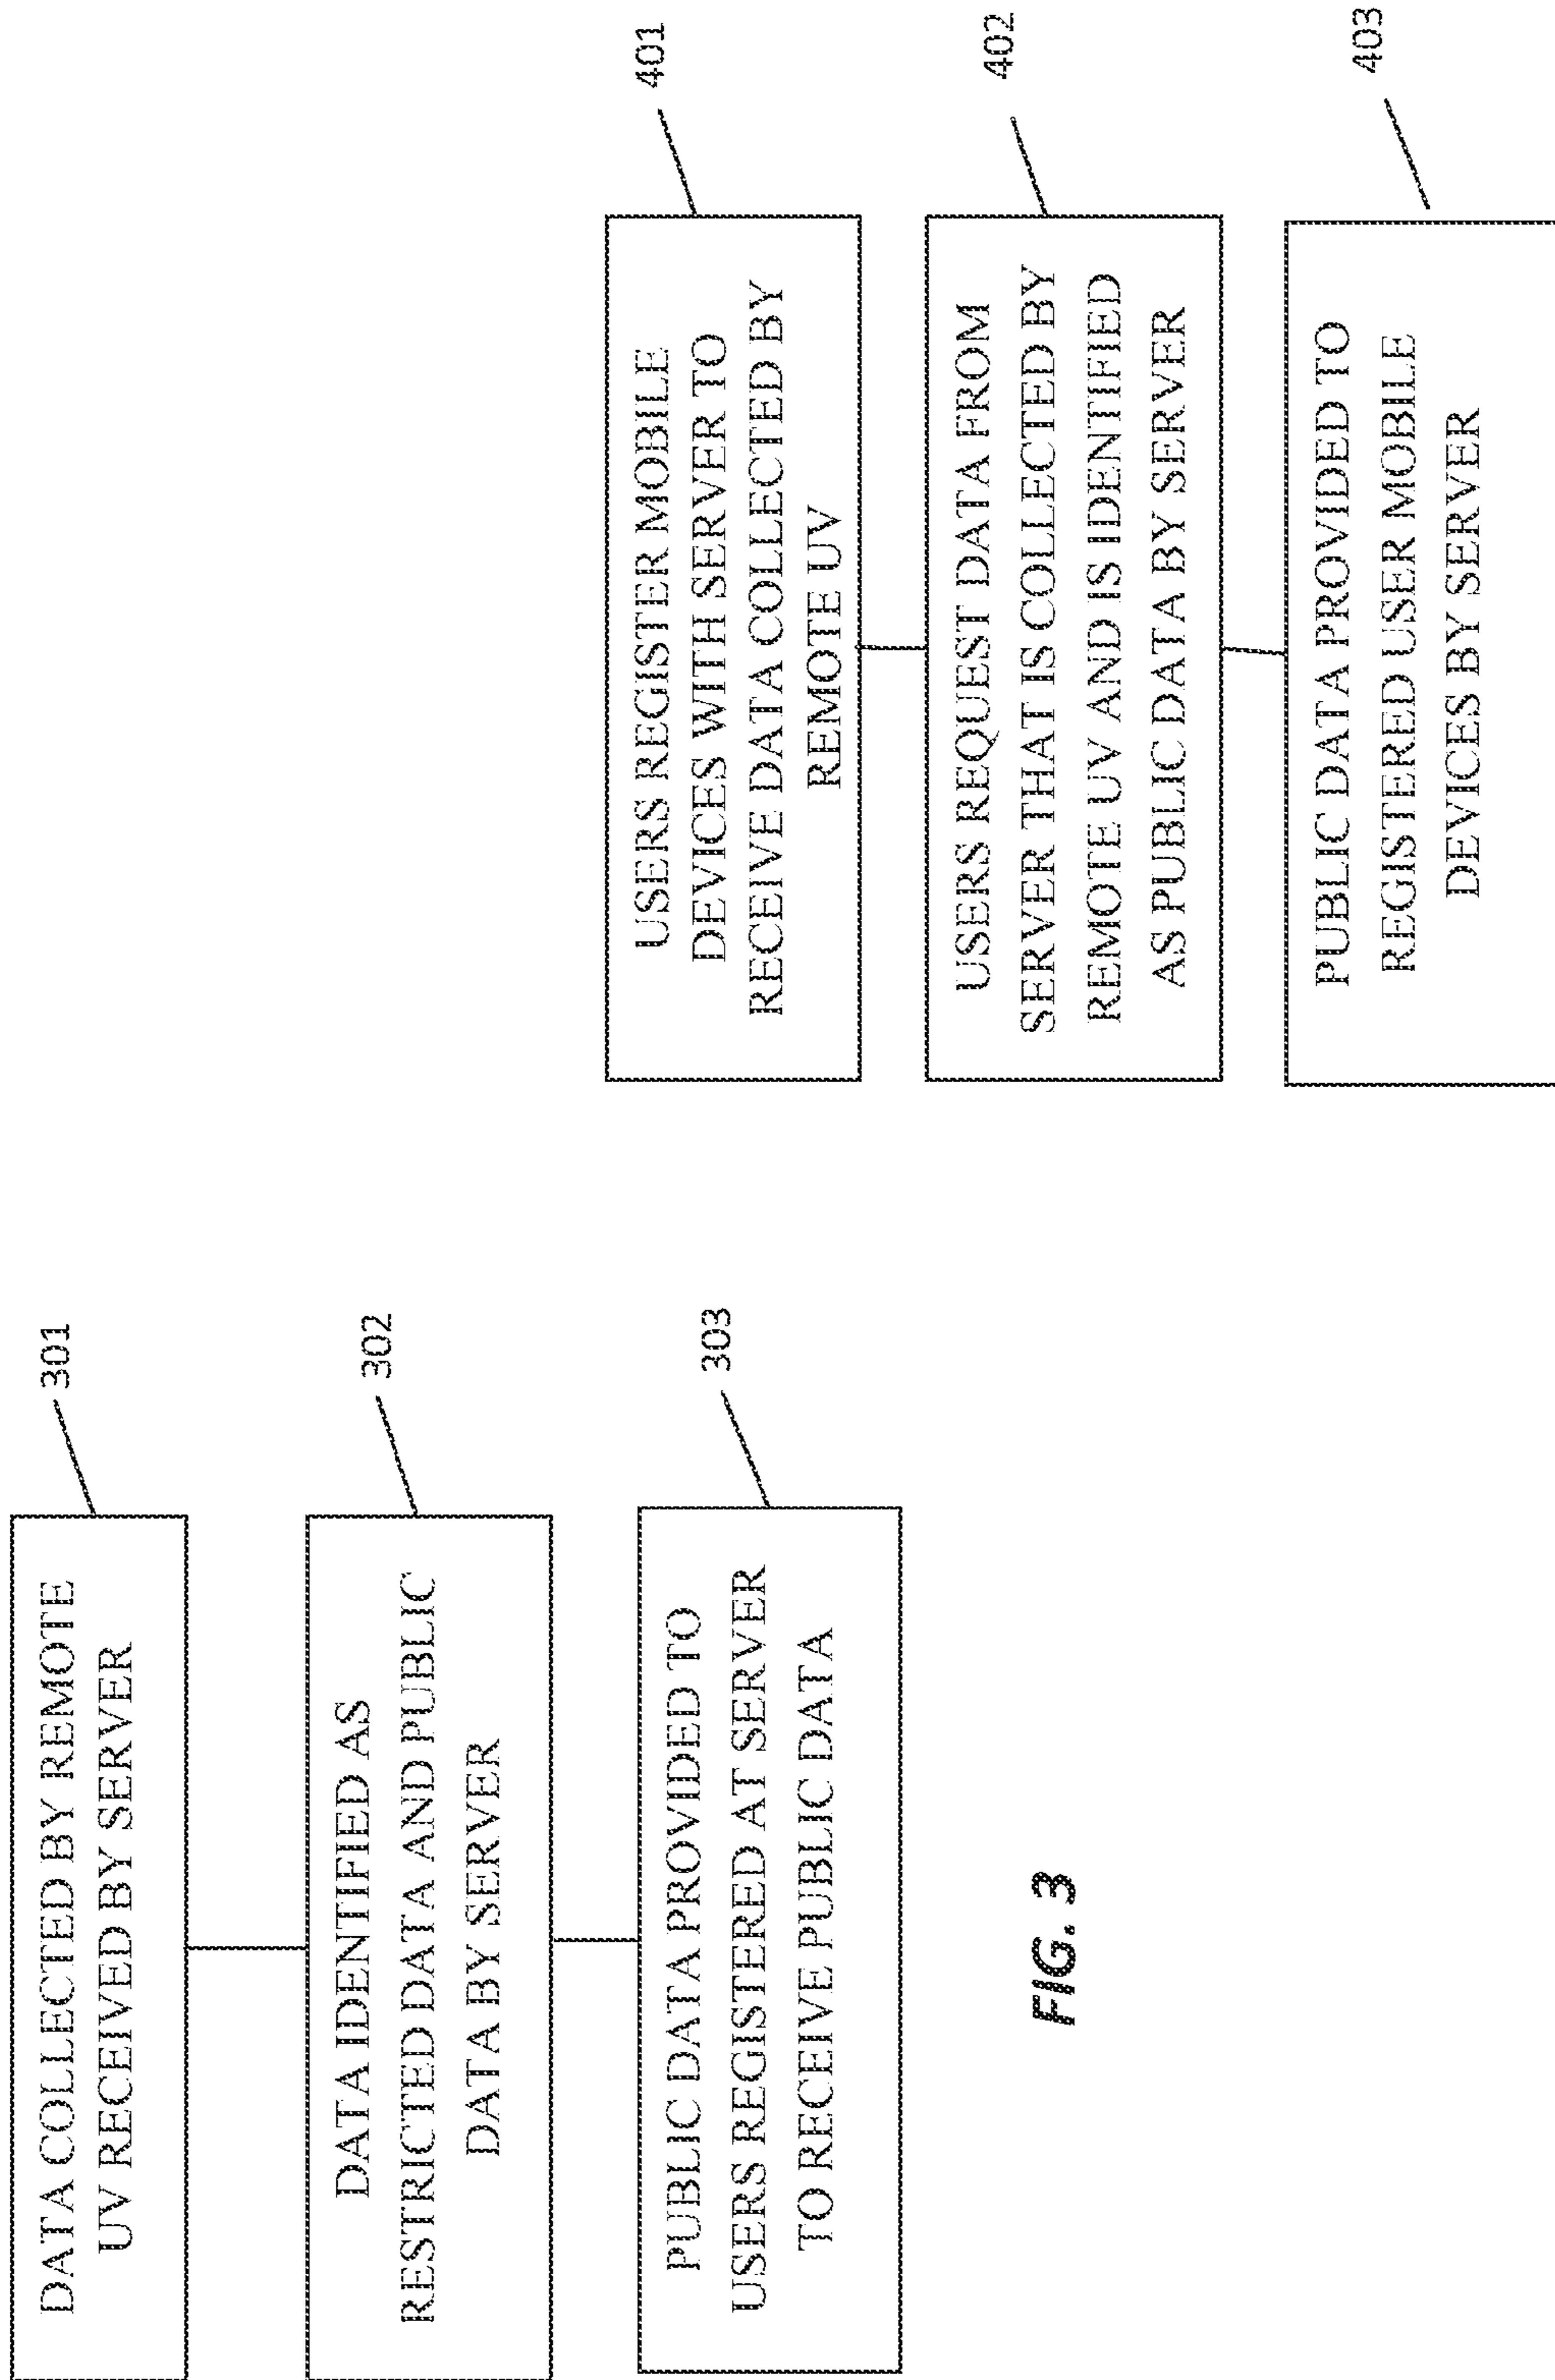 DATA COLLECTED BY REMOTE
UV RECEIVED BY SERVER
301
DATA IDENTIFIED AS
RESTRICTED DATA AND PUBLIC
DATA BY SERVER
302
PUBLIC DATA PROVIDED TO
USERS REGISTERED AT SERVER
TO RECEIVE PUBLIC DATA
303
FIG. 3
USERS REGISTER MOBILE
DEVICES WITH SERVER TO
RECEIVE DATA COLLECTED BY
REMOTE UV
401
USERS REQUEST DATA FROM
SERVER THAT IS COLLECTED BY
REMOTE UV AND IS IDENTIFIED
AS PUBLIC DATA BY SERVER
402
PUBLIC DATA PROVIDED TO
REGISTERED USER MOBILE
DEVICES BY SERVER
403